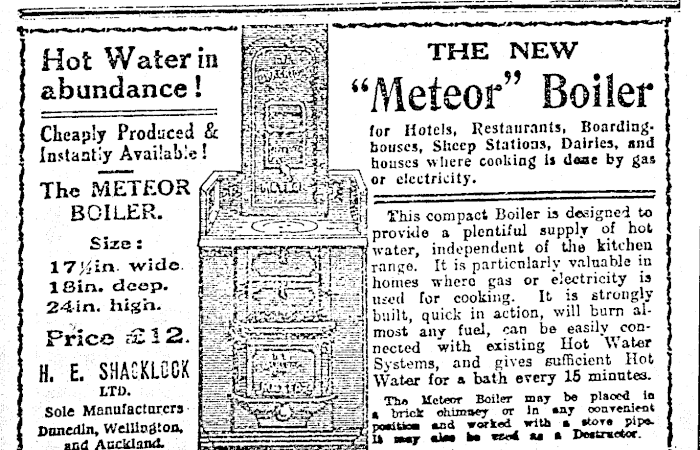 Hot Water in
abundance!
Cheaply Produced &
Instantly Available!
The METEOR
BOILER.
Size:
17½in. wide.
18in. deep.
24in. high.
Price £12.
H. E. SHACKLOCK
LTD.
Sole Manufacturers
Dunedin, Wellington,
and Auckland.
THE NEW
"Meteor" Boiler
for Hotels, Restaurants, Boarding-
houses, Sheep Stations, Dairies, and
houses where cooking is done by gas
or electricity.
This compact Boiler is designed to
provide a plentiful supply of hot
water, independent of the kitchen
range. It is particularly valuable in
homes where gas or electricity is
used for cooking. It is strongly
built, quick in action, will burn al-
most any fuel, can be easily con-
nected with existing Hot Water
Systems, and gives sufficient Hot
Water for a bath every 15 minutes.
The Meteor Boiler may be placed in
a brick chimney or in any convenient
position and worked with a stove pipe.
It may also be used as a Destructor.